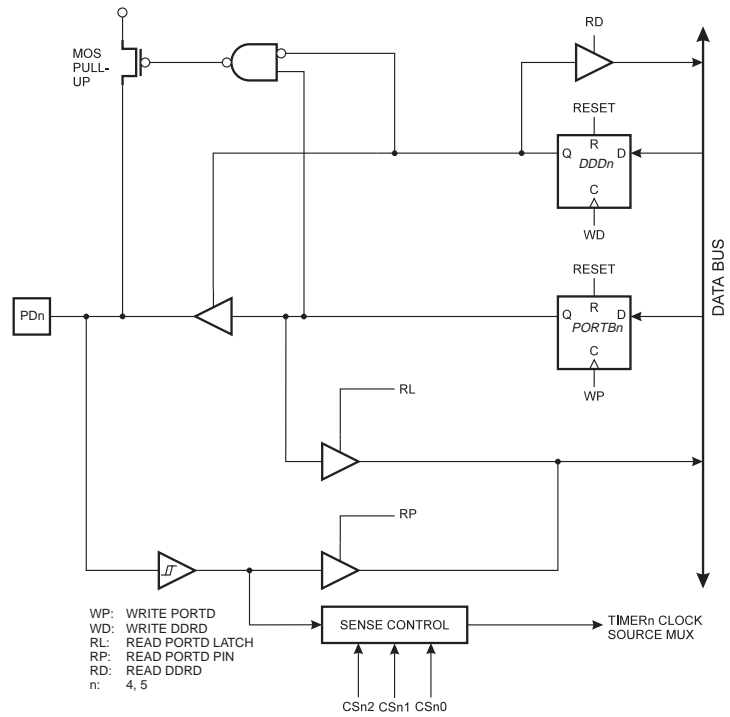 RD
MOS
PULL-
UP
RESET
R
Q
D
DDDn
C
WD
DATA BUS
RESET
PDn
R
Q
D
PORTBn
C
WP
RL
RP
WP: WRITE PORTD
WD: WRITE DDRD
RL: READ PORTD LATCH
RP: READ PORTD PIN
RD: READ DDRD
n: 4, 5
SENSE CONTROL
TIMERn CLOCK
SOURCE MUX
CSn2 CSn1 CSn0